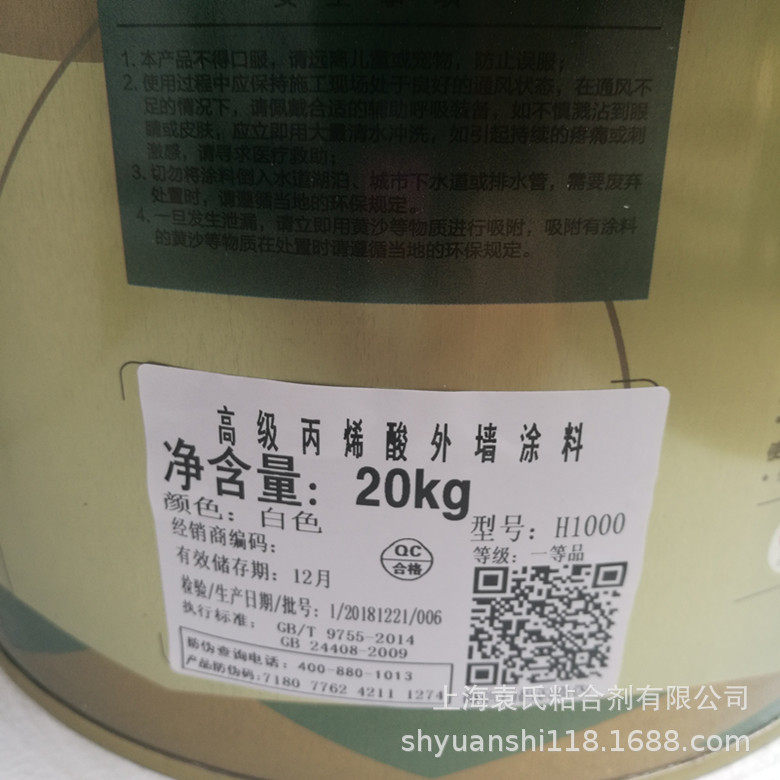 1. 本产品不得口服，请远离儿童或宠物，防止误服；
2. 使用过程中应保持施工现场处于良好的通风状态，在通风不
足的情况下，请佩戴合适的辅助呼吸装备，如不慎溅沾到眼
睛或皮肤，应立即用大量清水冲洗，如引起持续的疼痛或刺
激感，请寻求医疗救助；
3. 切勿将涂料倒入水道湖泊、城市下水道或排水管，需要废弃
处置时，请遵循当地的环保规定。
4. 一旦发生泄漏，请立即用黄沙等物质进行吸附，吸附有涂料
的黄沙等物质在处置时请遵循当地的环保规定。
高级丙烯酸外墙涂料
净含量：20kg
颜色：白色
型号：H1000
经销商编码：
等级：一等品
有效储存期：12月
QC
合格
检验/生产日期/批号：1/20181221/006
执行标准： GB/T 9755-2014
GB 24408-2009
防伪查询电话：400-880-1013
产品防伪码：7180 7762 4211 1274
上海袁氏粘合剂有限公司
shyuanshi118.1688.com